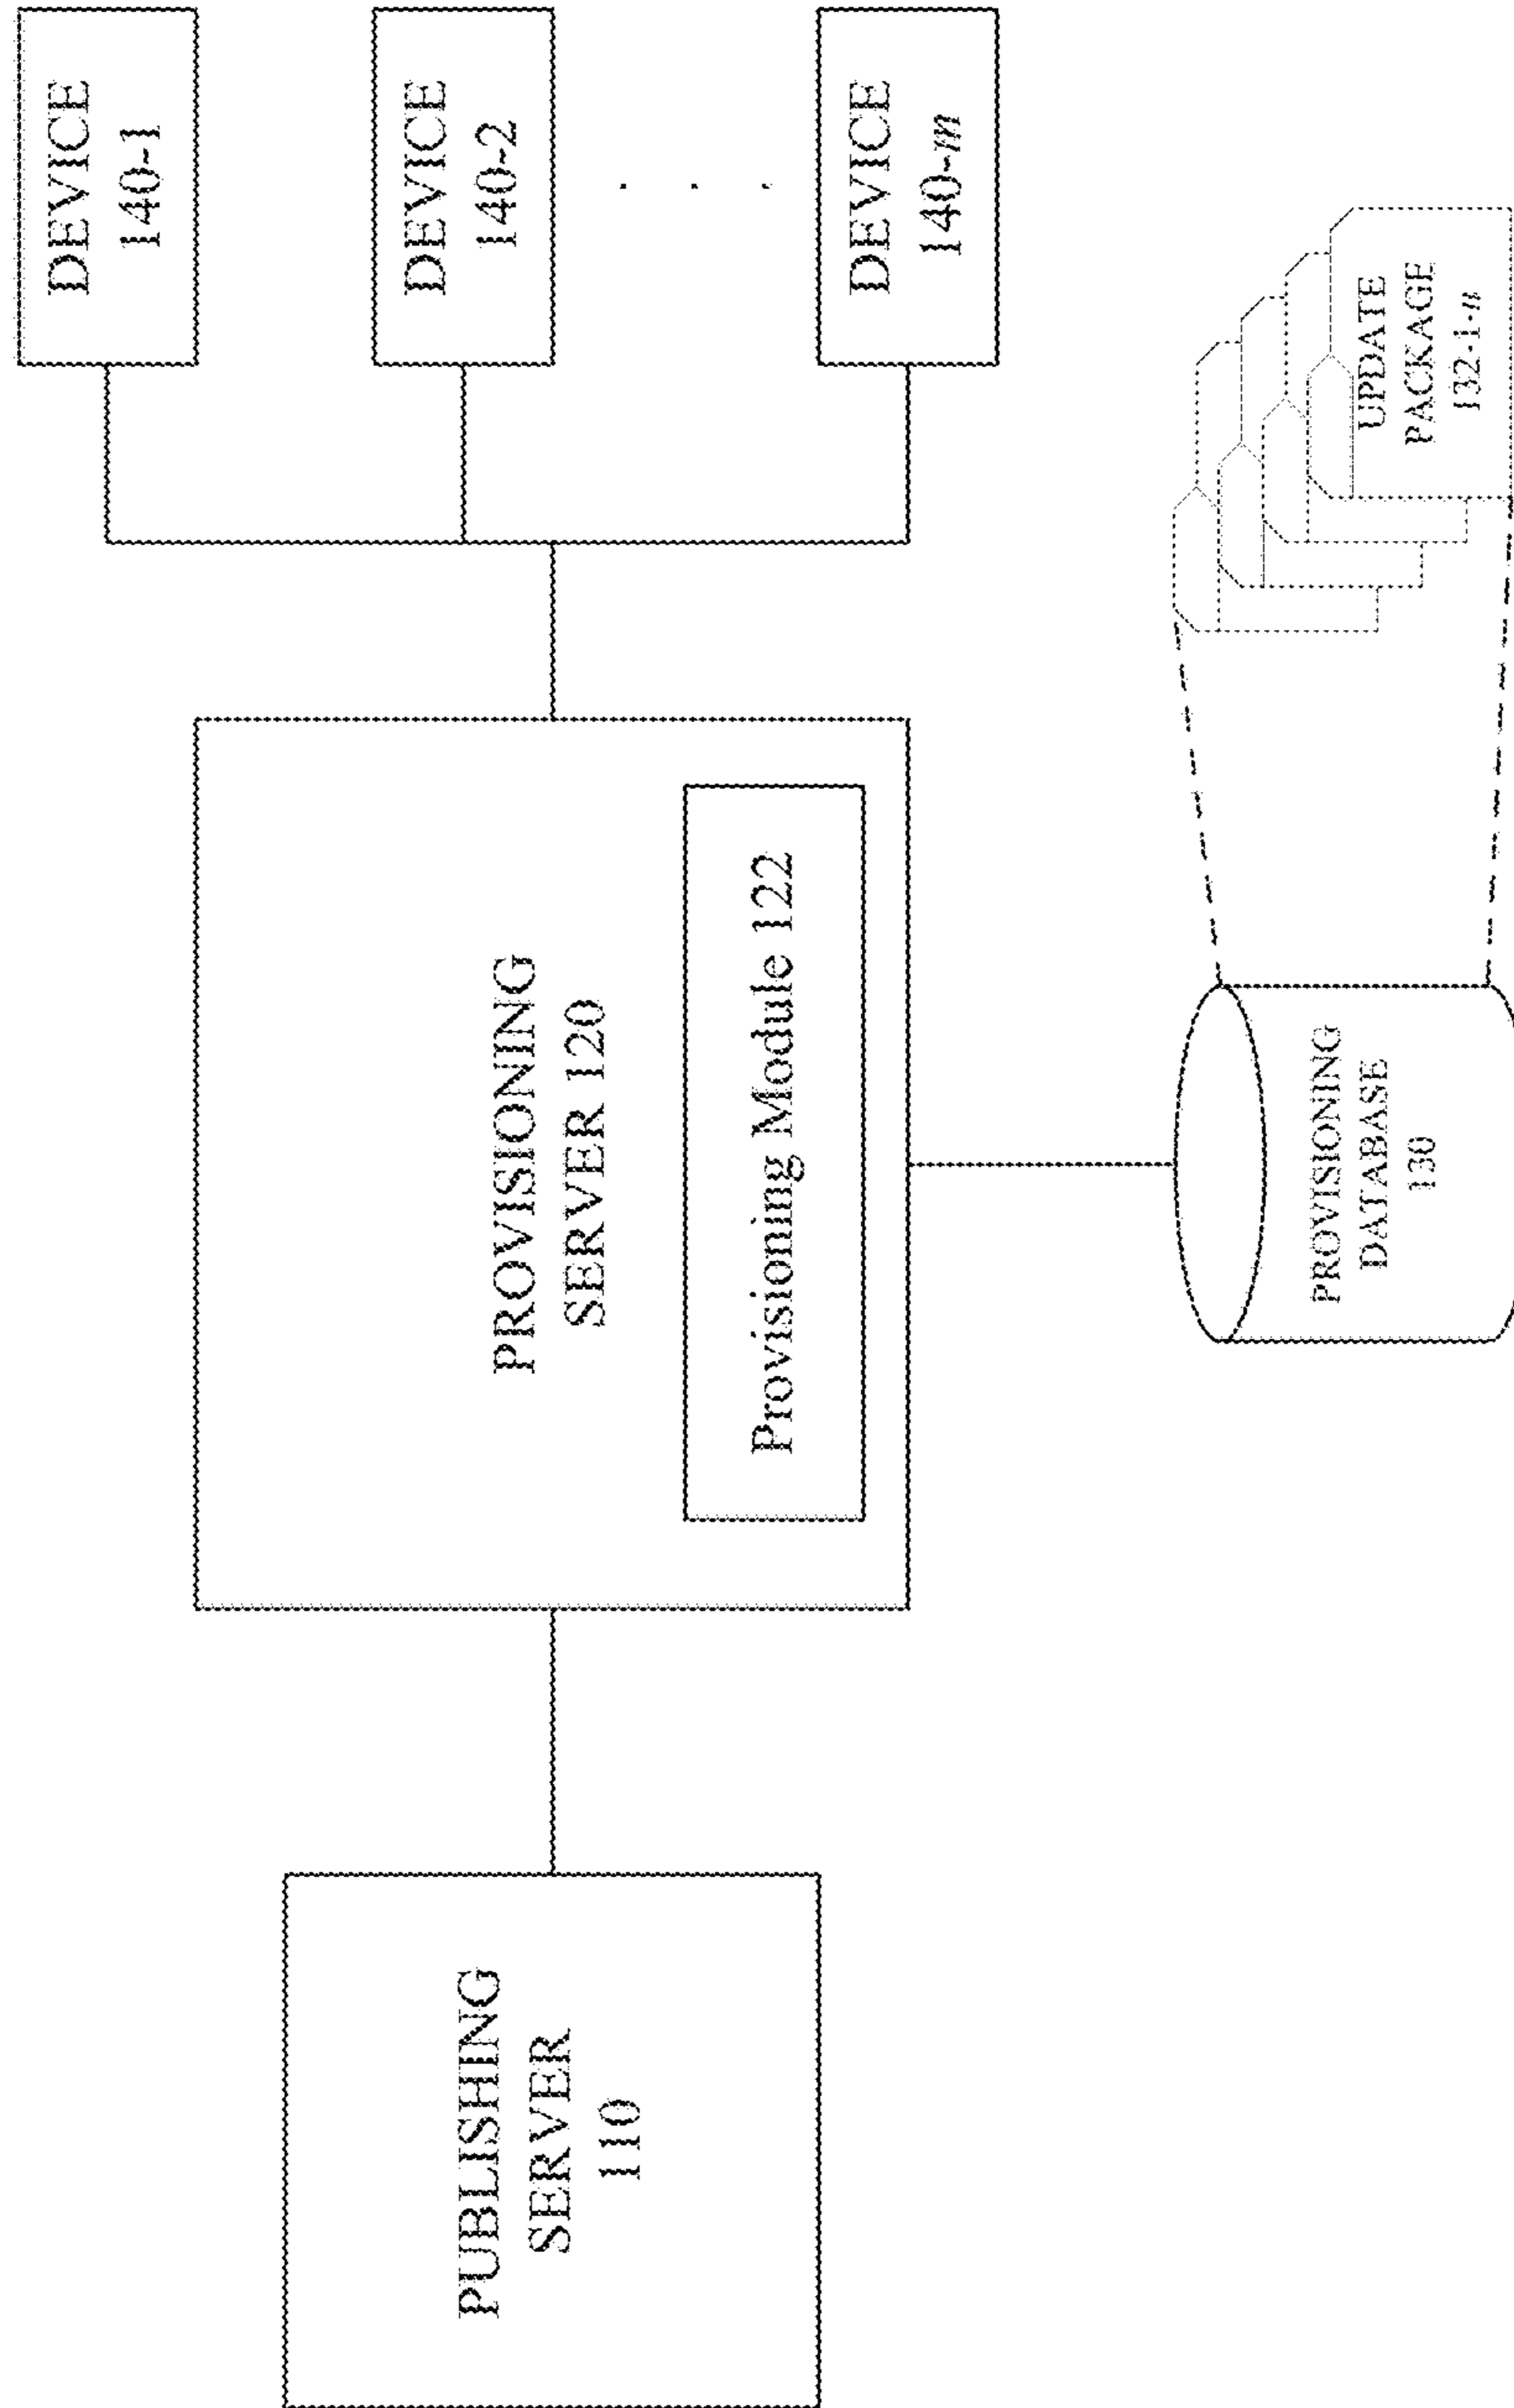 PUBLISHING
SERVER
110
PROVISIONING
SERVER 120
Provisioning Module 122
DEVICE
140-1
DEVICE
140-2
. . .
DEVICE
140-m
PROVISIONING
DATABASE
130
UPDATE
PACKAGE
132-1-n